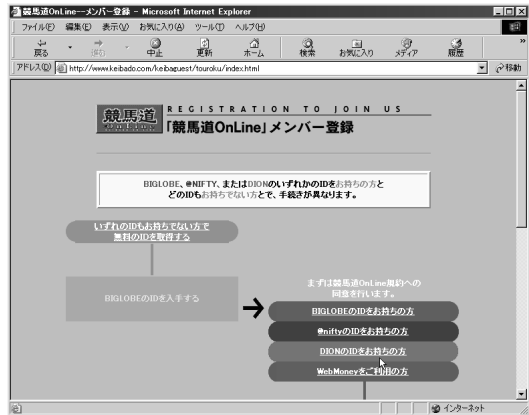 競馬道OnLine--メンバー登録 - Microsoft Internet Explorer
ファイル(F) 編集(E) 表示(V) お気に入り(A) ツール(T) ヘルプ(H)
戻る 進む 中止 更新 ホーム 検索 お気に入り メディア 履歴
アドレス(D) http://www.keibado.com/keibaguest/touroku/index.html 移動
競馬道 REGISTRATION TO JOIN US
OnLine 「競馬道OnLine」メンバー登録
BIGLOBE、@NIFTY、またはDIONのいずれかのIDをお持ちの方と
どのIDもお持ちでない方とで、手続きが異なります。
いずれのIDもお持ちでない方で
無料のIDを取得する
BIGLOBEのIDを入手する
まずは競馬道OnLine規約への
同意を行います。
BIGLOBEのIDをお持ちの方
@niftyのIDをお持ちの方
DIONのIDをお持ちの方
WebMoneyをご利用の方
インターネット